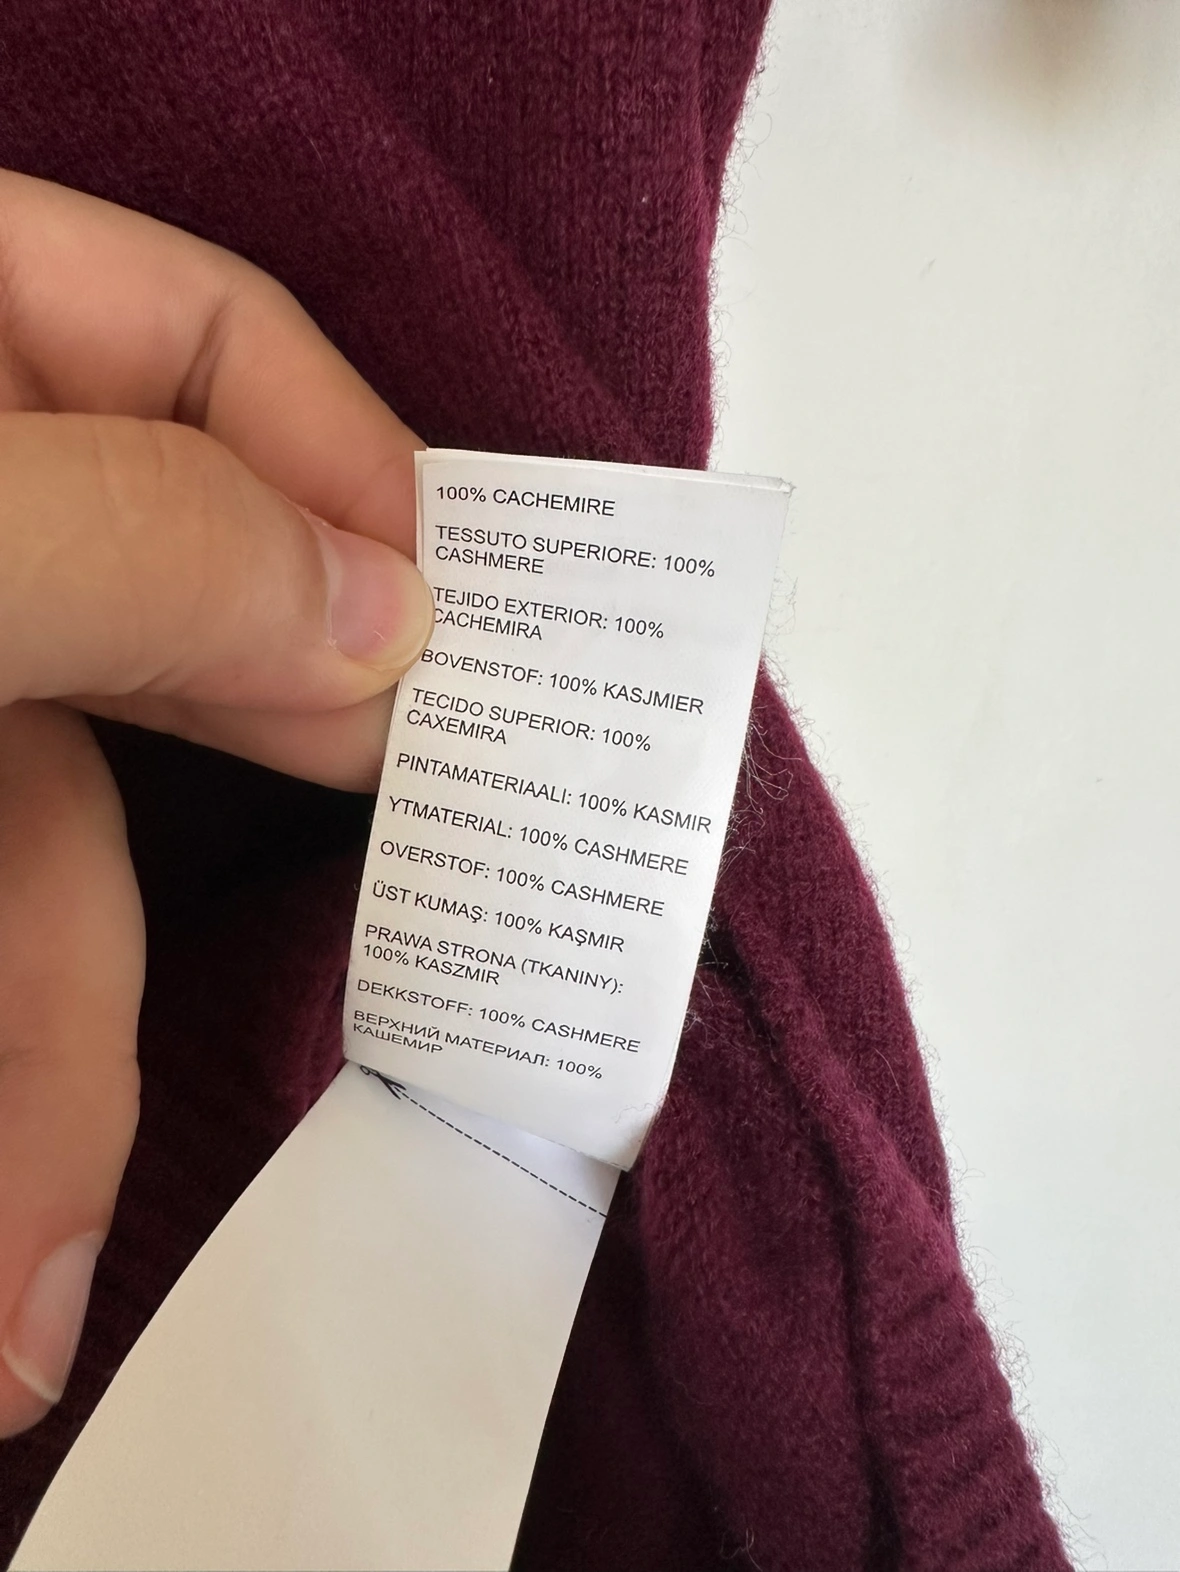 100% CACHEMIRE
TESSUTO SUPERIORE: 100%
CASHMERE
TEJIDO EXTERIOR: 100%
CACHEMIRA
BOVENSTOF: 100% KASJMIER
TECIDO SUPERIOR: 100%
CAXEMIRA
PINTAMATERIAALI: 100% KASMIR
YTMATERIAL: 100% CASHMERE
OVERSTOF: 100% CASHMERE
ÜST KUMAŞ: 100% KAŞMIR
PRAWA STRONA (TKANINY):
100% KASZMIR
DEKKSTOFF: 100% CASHMERE
ВЕРХНИЙ МАТЕРИАЛ: 100%
КАШЕМИР